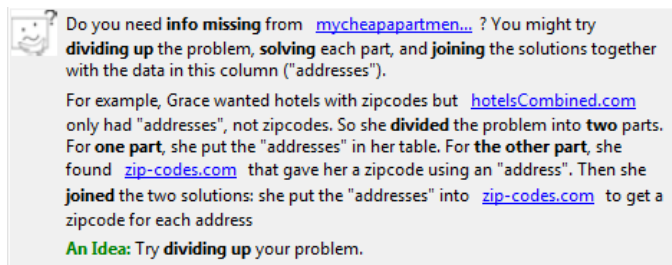 Do you need info missing from mycheapapartmen... ? You might try
dividing up the problem, solving each part, and joining the solutions together
with the data in this column ("addresses").
For example, Grace wanted hotels with zipcodes but hotelsCombined.com
only had "addresses", not zipcodes. So she divided the problem into two parts.
For one part, she put the "addresses" in her table. For the other part, she
found zip-codes.com that gave her a zipcode using an "address". Then she
joined the two solutions: she put the "addresses" into zip-codes.com to get a
zipcode for each address
An Idea: Try dividing up your problem.